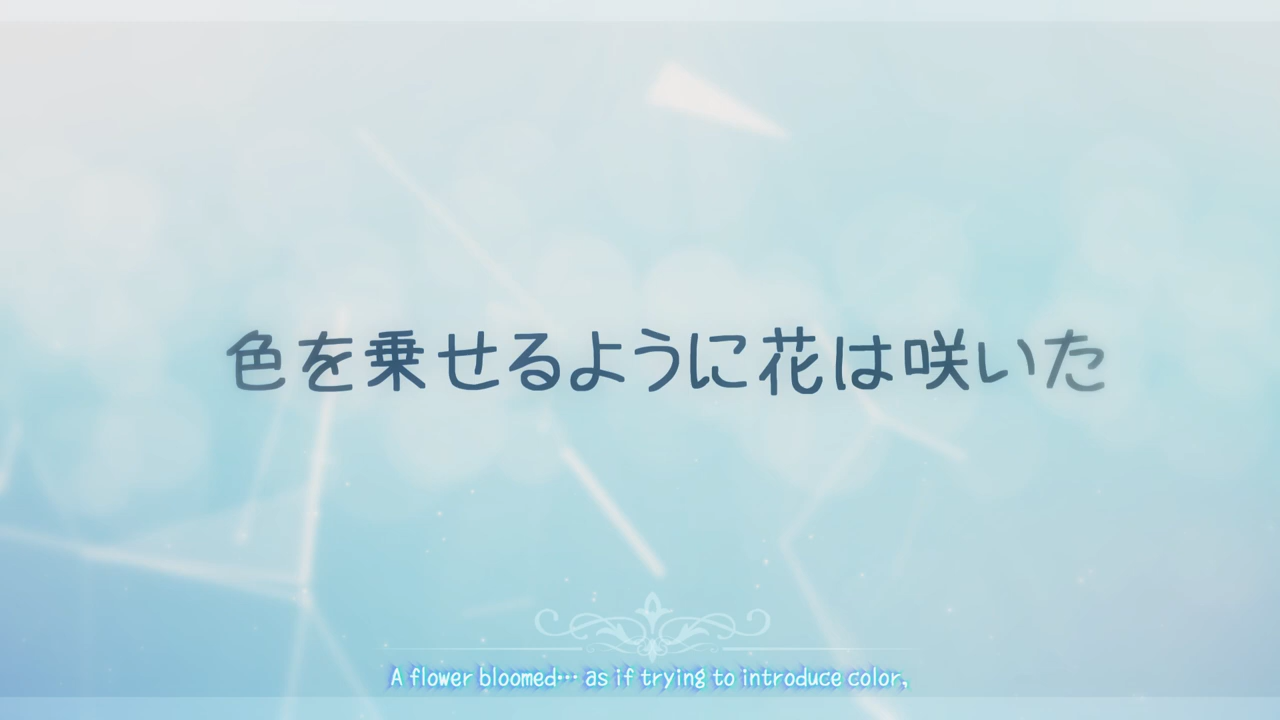 色を乗せるように花は咲いた
A flower bloomed… as if trying to introduce color,